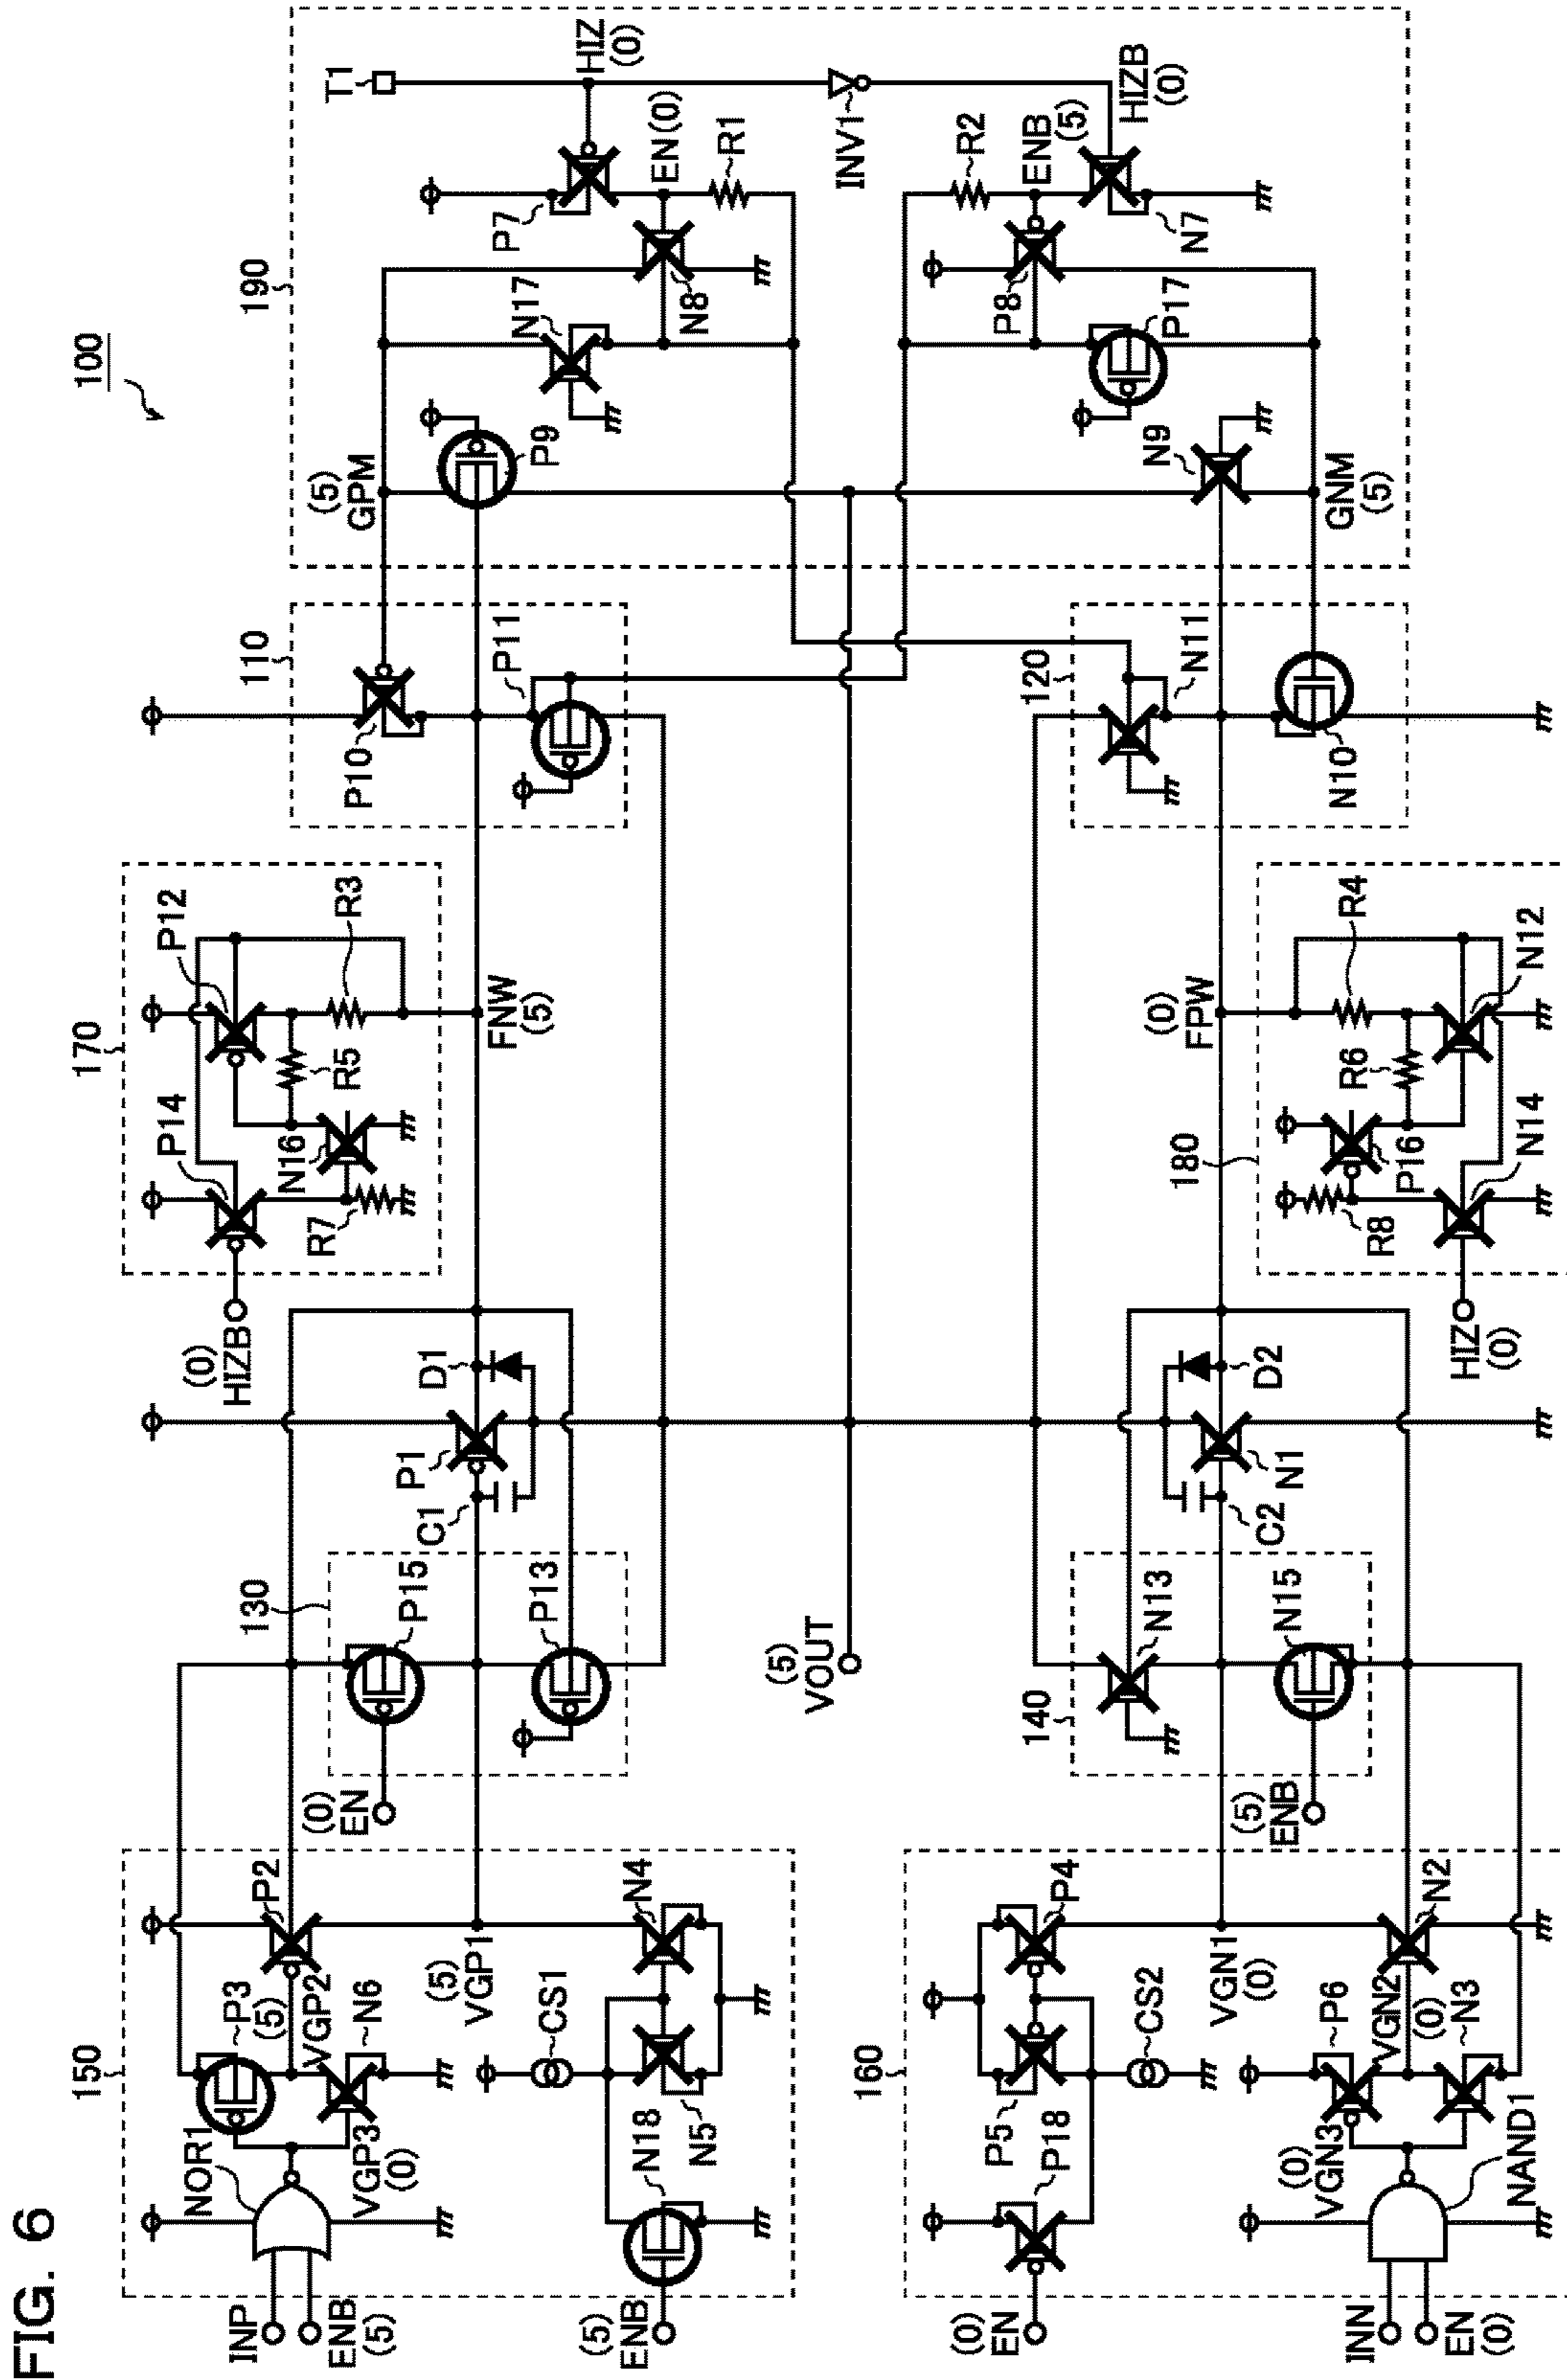 FIG. 6
100
150
NOR1
P3
(5)
VGP2
P2
INP
ENB
(5)
VGP3
(0)
N6
(5)
VGP1
CS1
N4
N18
N5
(5)
ENB
(0)
EN
130
P15
P13
C1
P1
D1
(0)
HIZB
170
P14
P12
N16
R7
R5
R3
FNW
(5)
110
P10
P11
190
(5)
GPM
P9
N17
N8
P7
EN(0)
R1
T1
HIZ
(0)
INV1
(5)
VOUT
160
P5
P18
P4
CS2
(0)
EN
VGN1
(0)
P6
VGN2
(0)
N3
N2
(0)
VGN3
NAND1
INN
EN
(0)
140
N13
N15
(5)
ENB
C2
N1
D2
180
HIZ
(0)
R8
P16
N14
R6
R4
N12
(0)
FPW
120
N11
N10
N9
GNM
(5)
P8
P17
R2
ENB
(5)
N7
HIZB
(0)